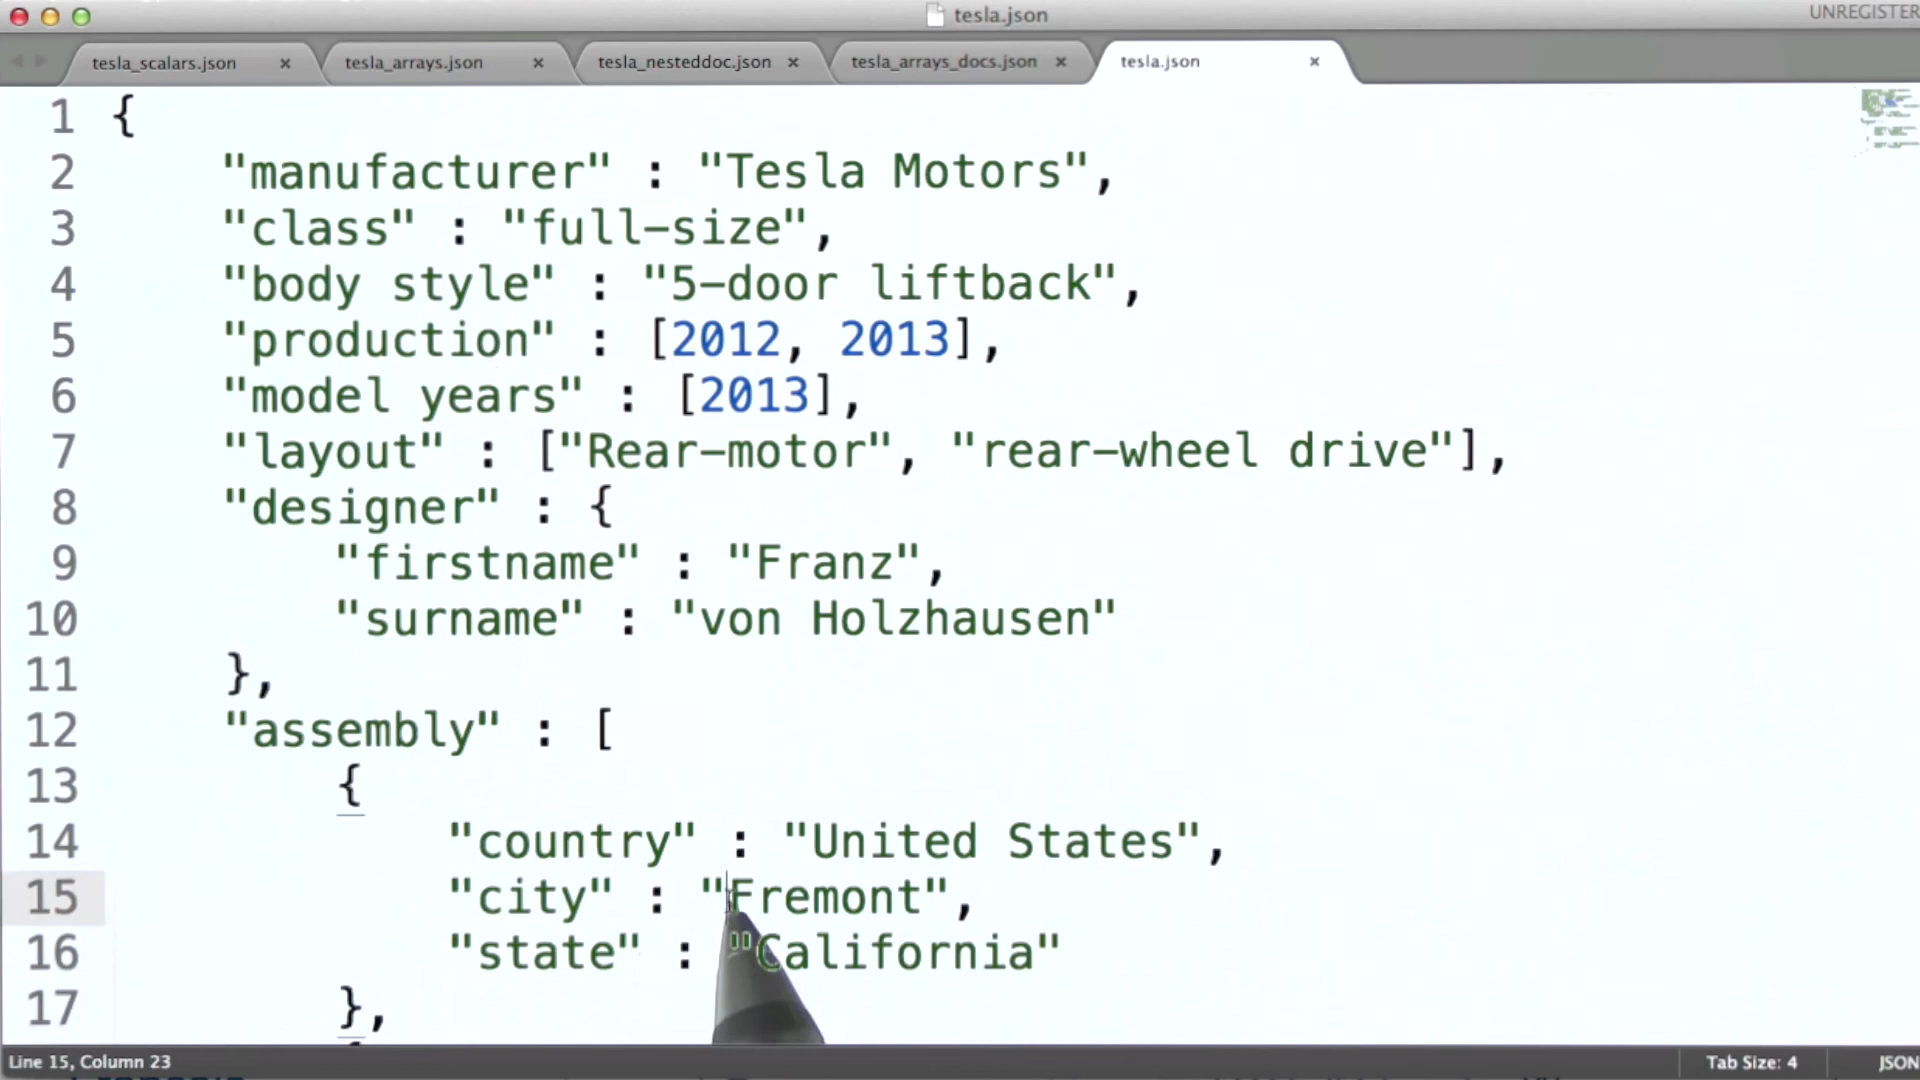 tesla.json
UNREGISTER
tesla_scalars.json × tesla_arrays.json × tesla_nesteddoc.json × tesla_arrays_docs.json × tesla.json ×
1 {
2 "manufacturer" : "Tesla Motors",
3 "class" : "full-size",
4 "body style" : "5-door liftback",
5 "production" : [2012, 2013],
6 "model years" : [2013],
7 "layout" : ["Rear-motor", "rear-wheel drive"],
8 "designer" : {
9 "firstname" : "Franz",
10 "surname" : "von Holzhausen"
11 },
12 "assembly" : [
13 {
14 "country" : "United States",
15 "city" : "Fremont",
16 "state" : "California"
17 },
Line 15, Column 23
Tab Size: 4
JSON